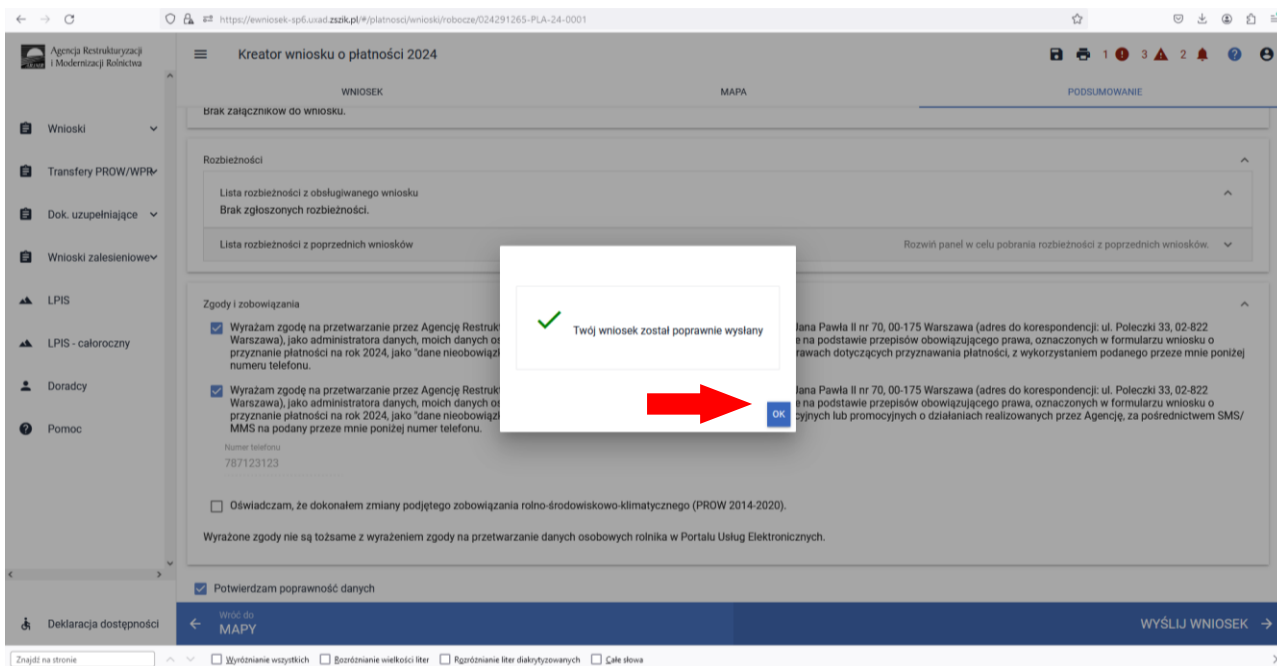 https://ewniosek-sp6.uxad.zszik.pl/#/platnosci/wnioski/robocze/024291265-PLA-24-0001
Agencja Restrukturyzacji
i Modernizacji Rolnictwa
Kreator wniosku o płatności 2024
1
3
2
WNIOSEK
MAPA
PODSUMOWANIE
Brak załączników do wniosku.
Wnioski
Transfery PROW/WPR
Dok. uzupełniające
Wnioski zalesieniowe
LPIS
LPIS - całoroczny
Doradcy
Pomoc
Rozbieżności
Lista rozbieżności z obsługiwanego wniosku
Brak zgłoszonych rozbieżności.
Lista rozbieżności z poprzednich wniosków
Rozwiń panel w celu pobrania rozbieżności z poprzednich wniosków.
Zgody i zobowiązania
Wyrażam zgodę na przetwarzanie przez Agencję Restruk Jana Pawła II nr 70, 00-175 Warszawa (adres do korespondencji: ul. Poleczki 33, 02-822
Warszawa), jako administratora danych, moich danych os e na podstawie przepisów obowiązującego prawa, oznaczonych w formularzu wniosku o
przyznanie płatności na rok 2024, jako "dane nieobowiązk rawach dotyczących przyznawania płatności, z wykorzystaniem podanego przeze mnie poniżej
numeru telefonu.
Wyrażam zgodę na przetwarzanie przez Agencję Restruk Jana Pawła II nr 70, 00-175 Warszawa (adres do korespondencji: ul. Poleczki 33, 02-822
Warszawa), jako administratora danych, moich danych os e na podstawie przepisów obowiązującego prawa, oznaczonych w formularzu wniosku o
przyznanie płatności na rok 2024, jako "dane nieobowiązk cyjnych lub promocyjnych o działaniach realizowanych przez Agencję, za pośrednictwem SMS/
MMS na podany przeze mnie poniżej numer telefonu.
Twój wniosek został poprawnie wysłany
OK
Numer telefonu
787123123
Oświadczam, że dokonałem zmiany podjętego zobowiązania rolno-środowiskowo-klimatycznego (PROW 2014-2020).
Wyrażone zgody nie są tożsame z wyrażeniem zgody na przetwarzanie danych osobowych rolnika w Portalu Usług Elektronicznych.
Potwierdzam poprawność danych
Deklaracja dostępności
Wróć do
MAPY
WYŚLIJ WNIOSEK
Znajdź na stronie
Wyróżnianie wszystkich
Rozróżnianie wielkości liter
Rozróżnianie liter diakrytyzowanych
Całe słowa